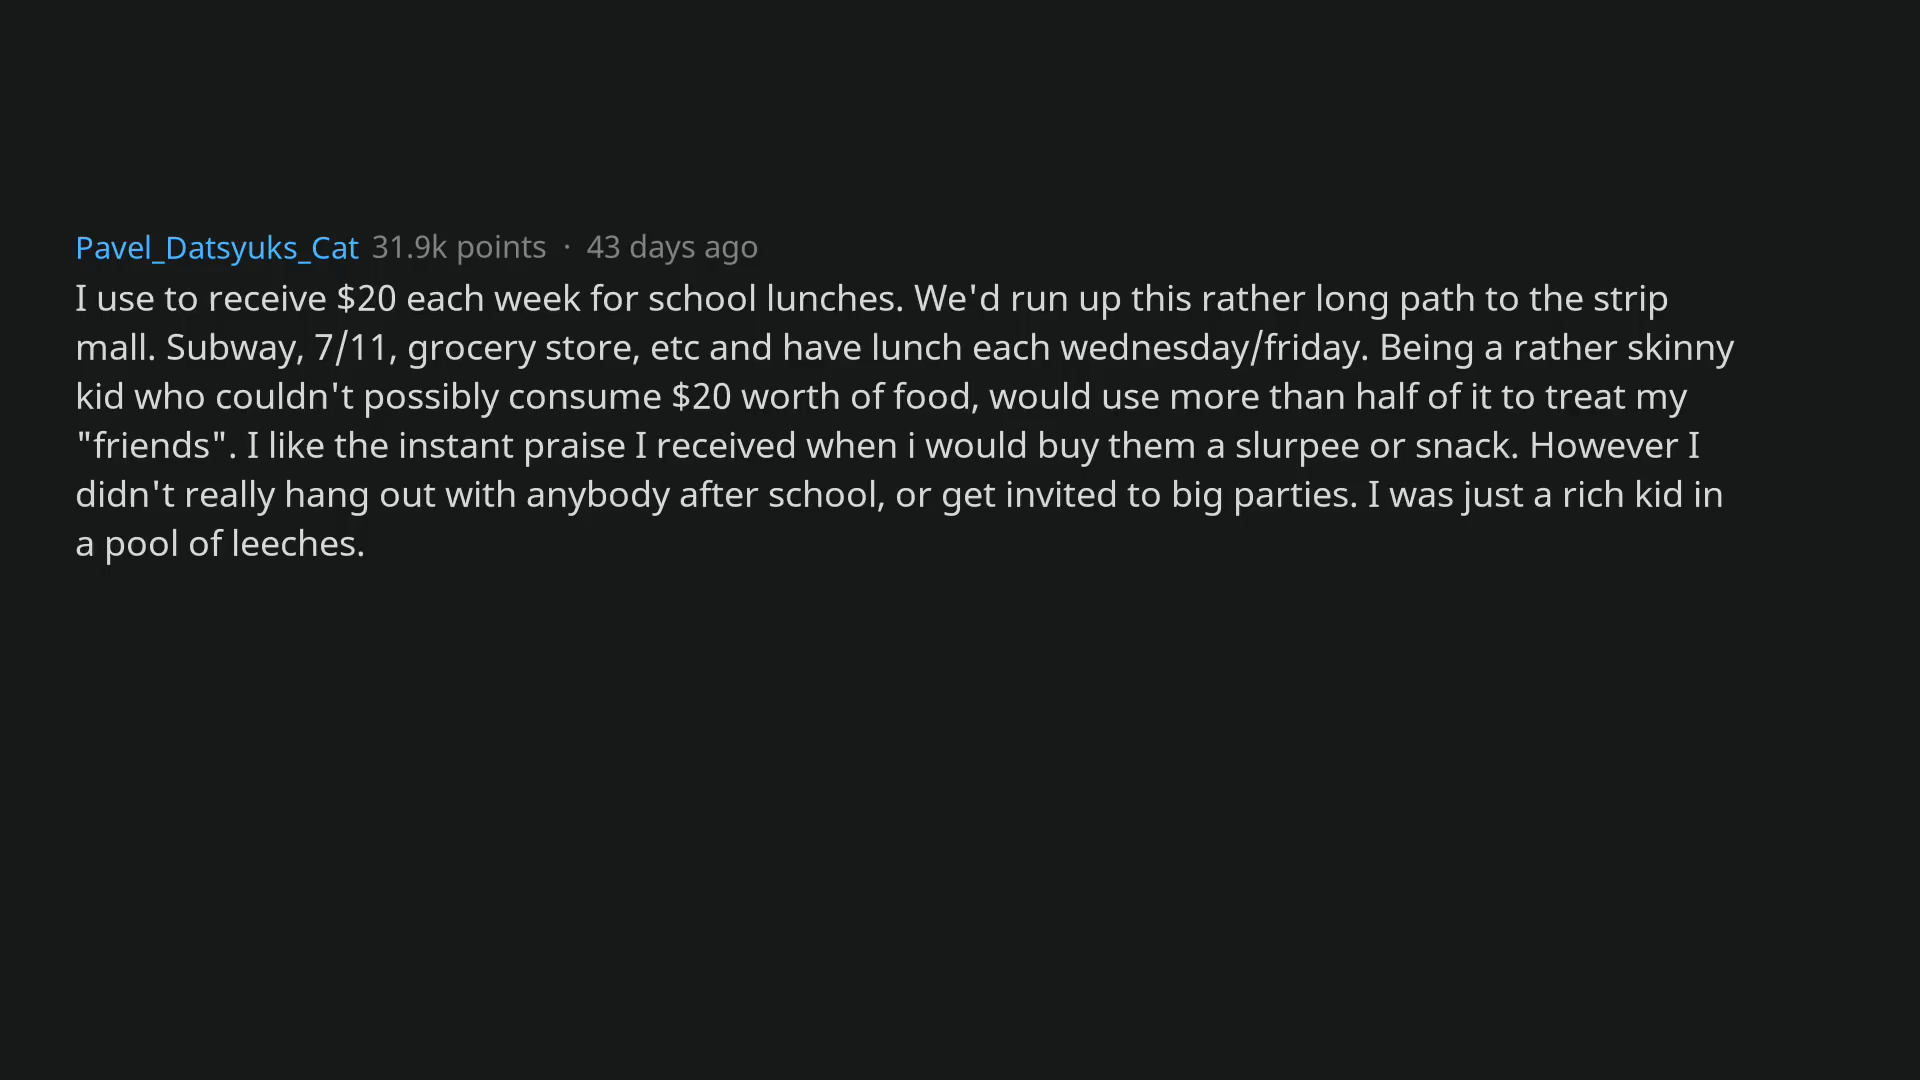 Pavel_Datsyuks_Cat 31.9k points · 43 days ago
I use to receive $20 each week for school lunches. We'd run up this rather long path to the strip
mall. Subway, 7/11, grocery store, etc and have lunch each wednesday/friday. Being a rather skinny
kid who couldn't possibly consume $20 worth of food, would use more than half of it to treat my
"friends". I like the instant praise I received when i would buy them a slurpee or snack. However I
didn't really hang out with anybody after school, or get invited to big parties. I was just a rich kid in
a pool of leeches.